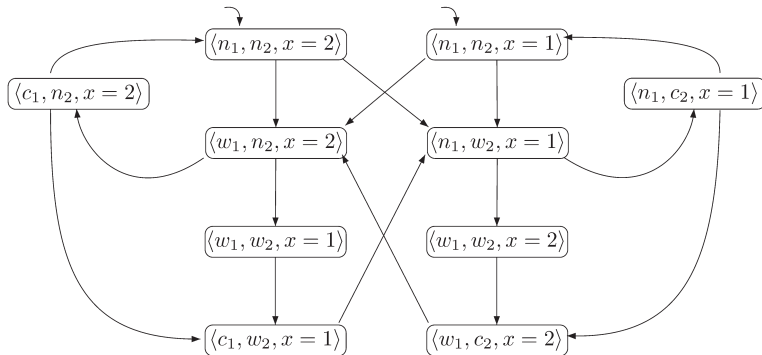 ⟨n₁, n₂, x = 2⟩
⟨n₁, n₂, x = 1⟩
⟨c₁, n₂, x = 2⟩
⟨n₁, c₂, x = 1⟩
⟨w₁, n₂, x = 2⟩
⟨n₁, w₂, x = 1⟩
⟨w₁, w₂, x = 1⟩
⟨w₁, w₂, x = 2⟩
⟨c₁, w₂, x = 1⟩
⟨w₁, c₂, x = 2⟩